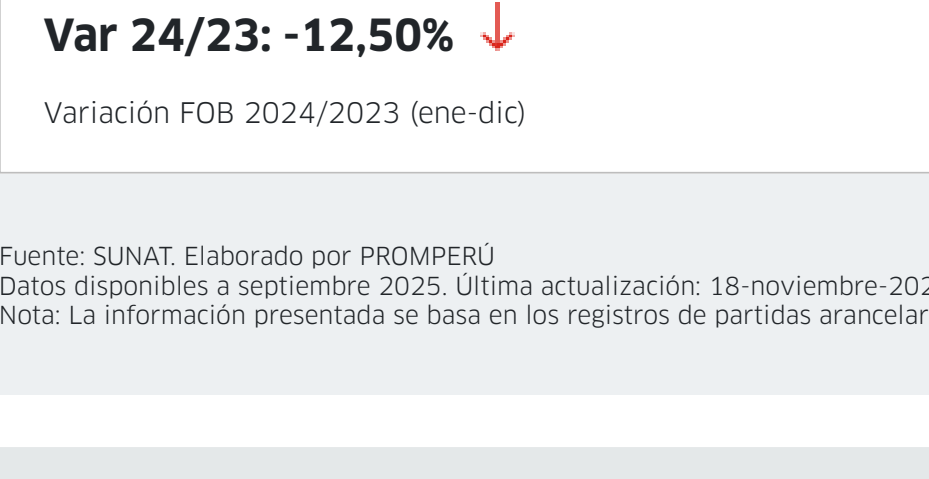 Var 24/23: -12,50%
Variación FOB 2024/2023 (ene-dic)
Fuente: SUNAT. Elaborado por PROMPERÚ
Datos disponibles a septiembre 2025. Última actualización: 18-noviembre-202
Nota: La información presentada se basa en los registros de partidas arancelar